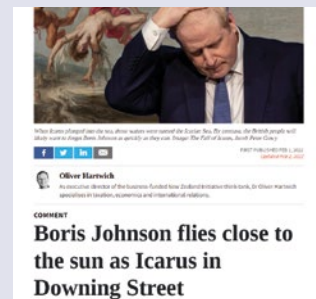 When Icarus plunged into the sea, those waters were named the Icarian Sea. By contrast, the British people will
likely want to forget Boris Johnson as quickly as they can. Image: The Fall of Icarus, Jacob Peter Gowy
FIRST PUBLISHED FEB 1, 2022
Oliver Hartwich
As executive director of the business-funded New Zealand Initiative think-tank, Dr Oliver Hartwich
specialises in taxation, economics and international relations.
COMMENT
Boris Johnson flies close to
the sun as Icarus in
Downing Street